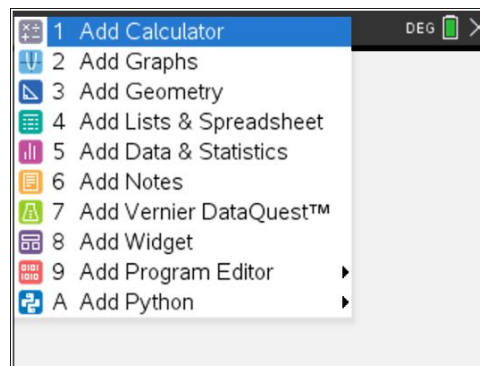 1 Add Calculator DEG
2 Add Graphs
3 Add Geometry
4 Add Lists & Spreadsheet
5 Add Data & Statistics
6 Add Notes
7 Add Vernier DataQuest™
8 Add Widget
9 Add Program Editor
A Add Python